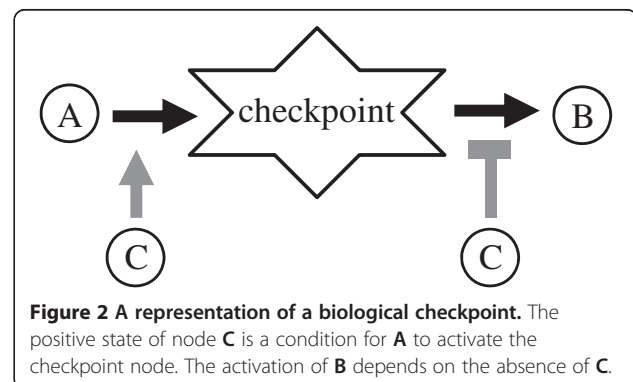 A
checkpoint
B
C
C
Figure 2 A representation of a biological checkpoint. The
positive state of node C is a condition for A to activate the
checkpoint node. The activation of B depends on the absence of C.